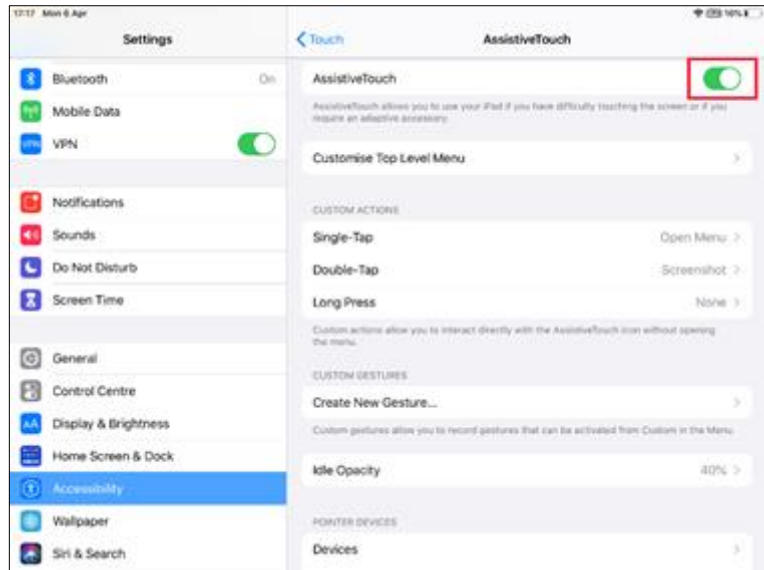 17:17 Mon 6 Apr
Settings
Touch
AssistiveTouch
Bluetooth On
Mobile Data
VPN
Notifications
Sounds
Do Not Disturb
Screen Time
General
Control Centre
Display & Brightness
Home Screen & Dock
Accessibility
Wallpaper
Siri & Search
AssistiveTouch
AssistiveTouch allows you to use your iPad if you have difficulty touching the screen or if you
require an adaptive accessory.
Customise Top Level Menu
CUSTOM ACTIONS
Single-Tap Open Menu
Double-Tap Screenshot
Long Press None
Custom actions allow you to interact directly with the AssistiveTouch icon without opening
the menu.
CUSTOM GESTURES
Create New Gesture...
Custom gestures allow you to record gestures that can be activated from Custom in the Menu.
Idle Opacity 40%
POINTER DEVICES
Devices